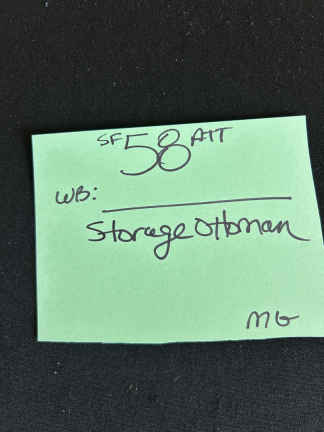 SF 58 ATT
WB:
Storage Ottoman
MG